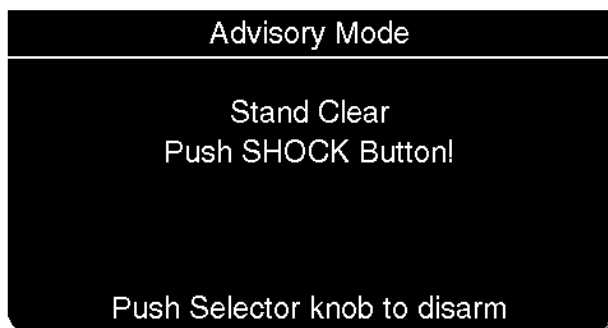 Advisory Mode
Stand Clear
Push SHOCK Button!
Push Selector knob to disarm